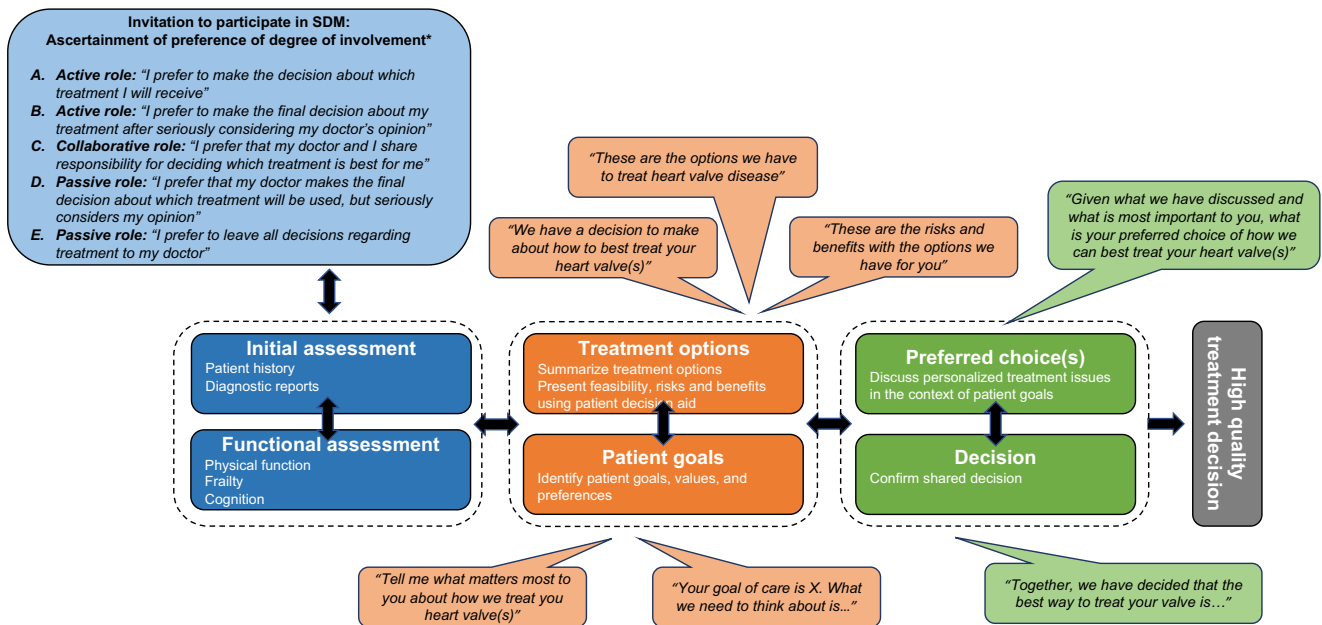 Invitation to participate in SDM:
Ascertainment of preference of degree of involvement*
A. Active role: “I prefer to make the decision about which
treatment I will receive”
B. Active role: “I prefer to make the final decision about my
treatment after seriously considering my doctor’s opinion”
C. Collaborative role: “I prefer that my doctor and I share
responsibility for deciding which treatment is best for me”
D. Passive role: “I prefer that my doctor makes the final
decision about which treatment will be used, but seriously
considers my opinion”
E. Passive role: “I prefer to leave all decisions regarding
treatment to my doctor”
“We have a decision to make
about how to best treat your
heart valve(s)”
“These are the options we have
to treat heart valve disease”
“These are the risks and
benefits with the options we
have for you”
“Given what we have discussed and
what is most important to you, what
is your preferred choice of how we
can best treat your heart valve(s)”
Initial assessment
Patient history
Diagnostic reports
Functional assessment
Physical function
Frailty
Cognition
Treatment options
Summarize treatment options
Present feasibility, risks and benefits
using patient decision aid
Patient goals
Identify patient goals, values, and
preferences
Preferred choice(s)
Discuss personalized treatment issues
in the context of patient goals
Decision
Confirm shared decision
High quality
treatment decision
“Tell me what matters most to
you about how we treat you
heart valve(s)”
“Your goal of care is X. What
we need to think about is...”
“Together, we have decided that the
best way to treat your valve is…”